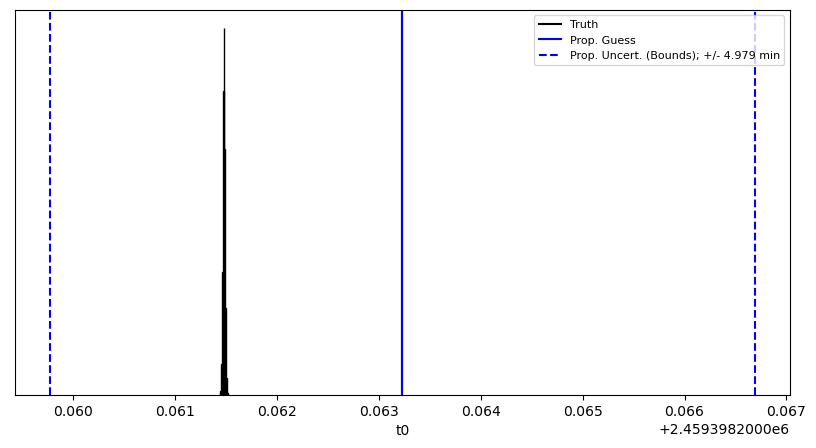 Truth
Prop. Guess
Prop. Uncert. (Bounds); +/- 4.979 min
0.060 0.061 0.062 0.063 0.064 0.065 0.066 0.067
t0
+2.4593982000e6